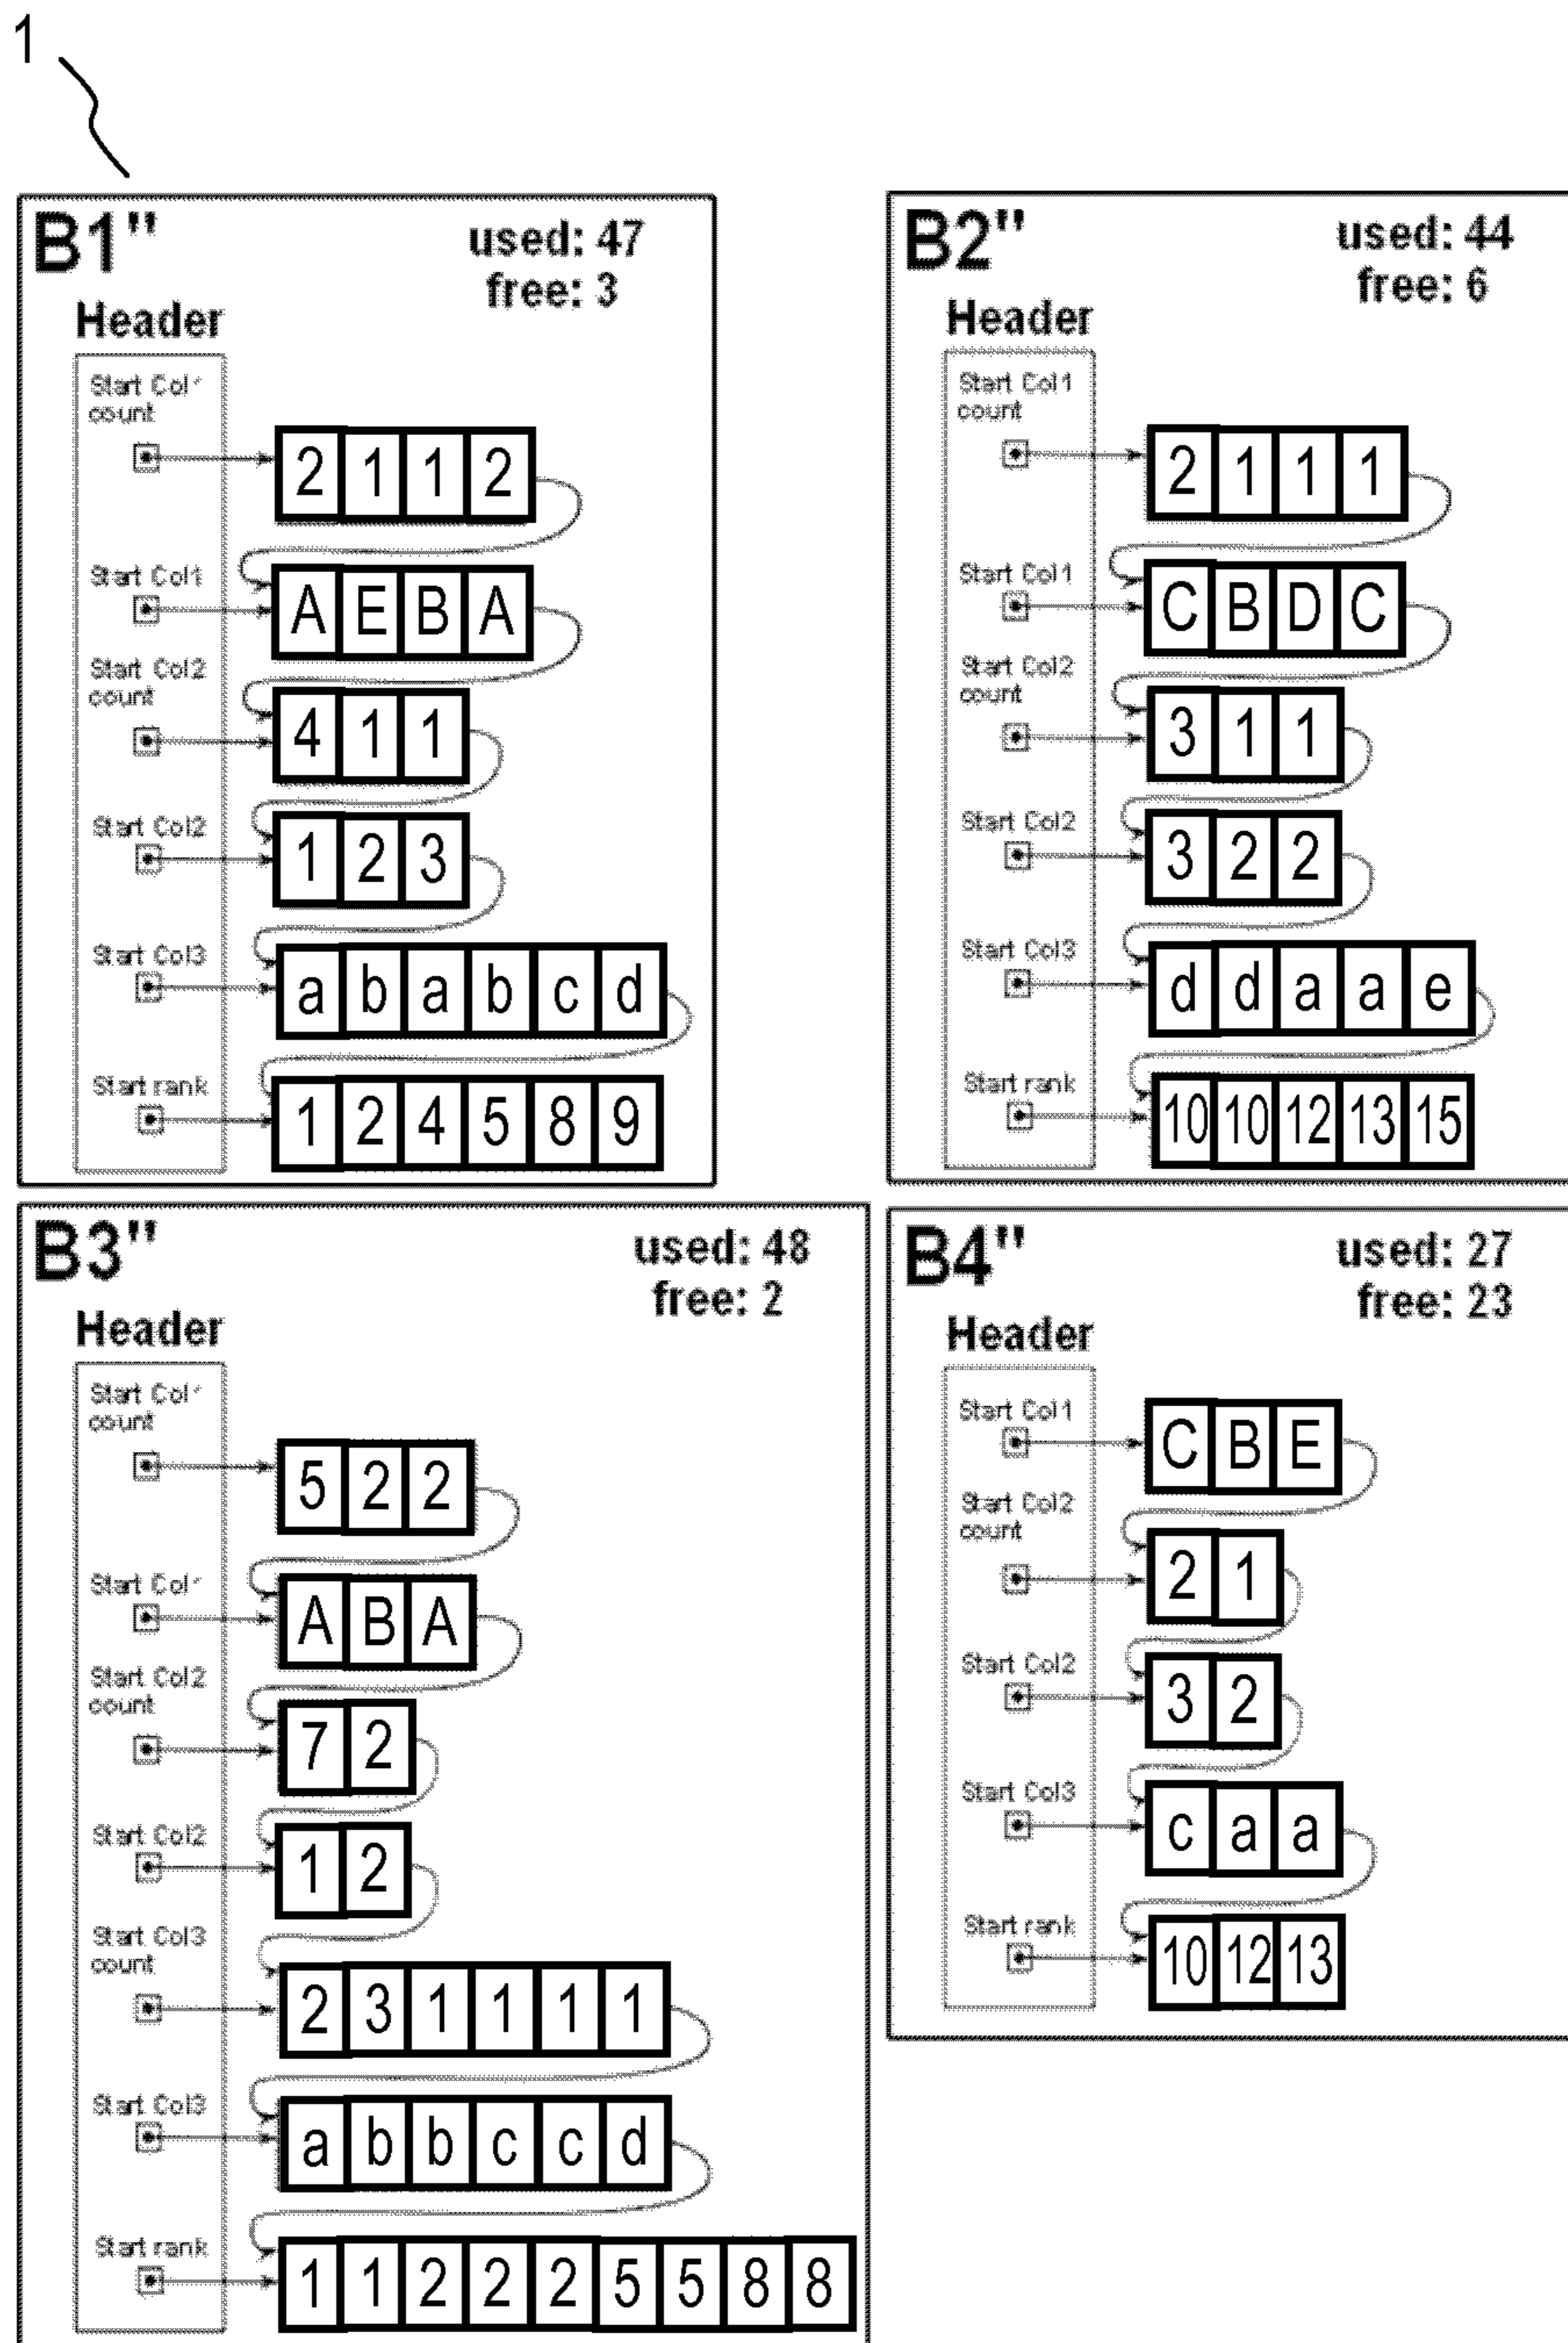 1
B1"
used: 47
free: 3
Header
Start Col'
count
2 1 1 2
Start Col1
A E B A
Start Col2
count
4 1 1
Start Col2
1 2 3
Start Col3
a b a b c d
Start rank
1 2 4 5 8 9
B2"
used: 44
free: 6
Header
Start Col1
count
2 1 1 1
Start Col1
C B D C
Start Col2
count
3 1 1
Start Col2
3 2 2
Start Col3
d d a a e
Start rank
10 10 12 13 15
B3"
used: 48
free: 2
Header
Start Col'
count
5 2 2
Start Col'
A B A
Start Col2
count
7 2
Start Col2
1 2
Start Col3
count
2 3 1 1 1 1
Start Col3
a b b c c d
Start rank
1 1 2 2 2 5 5 8 8
B4"
used: 27
free: 23
Header
Start Col1
C B E
Start Col2
count
2 1
Start Col2
3 2
Start Col3
c a a
Start rank
10 12 13